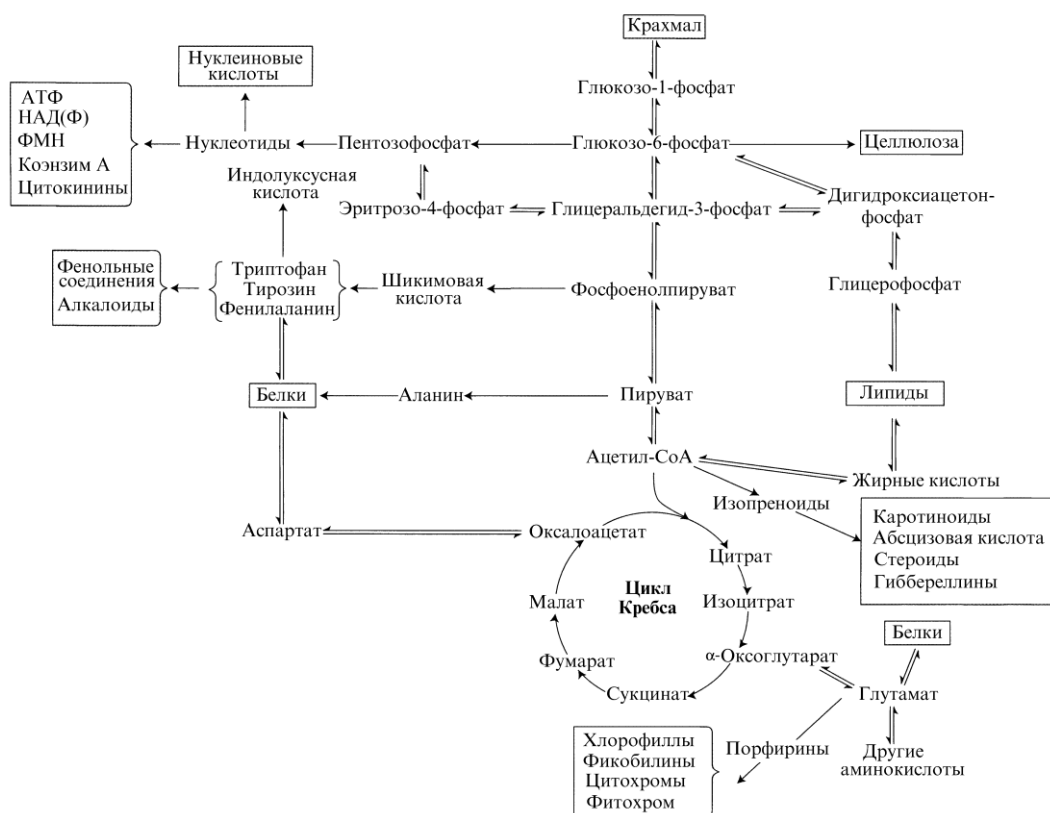 Крахмал
Глюкозо-1-фосфат
Нуклеиновые
кислоты
АТФ
НАД(Ф)
ФМН
Коэнзим А
Цитокинины
Нуклеотиды
Пентозофосфат
Глюкозо-6-фосфат
Целлюлоза
Индолуксусная
кислота
Эритрозо-4-фосфат
Глицеральдегид-3-фосфат
Дигидроксиацетон-
фосфат
Фенольные
соединения
Алкалоиды
Триптофан
Тирозин
Фенилаланин
Шикимовая
кислота
Фосфоенолпируват
Глицерофосфат
Белки
Аланин
Пируват
Липиды
Ацетил-СоА
Жирные кислоты
Изопреноиды
Каротиноиды
Абсцизовая кислота
Стероиды
Гиббереллины
Аспартат
Оксалоацетат
Цитрат
Цикл
Кребса
Малат
Изоцитрат
Белки
Фумарат
α-Оксоглутарат
Сукцинат
Глутамат
Хлорофиллы
Фикобилины
Цитохромы
Фитохром
Порфирины
Другие
аминокислоты